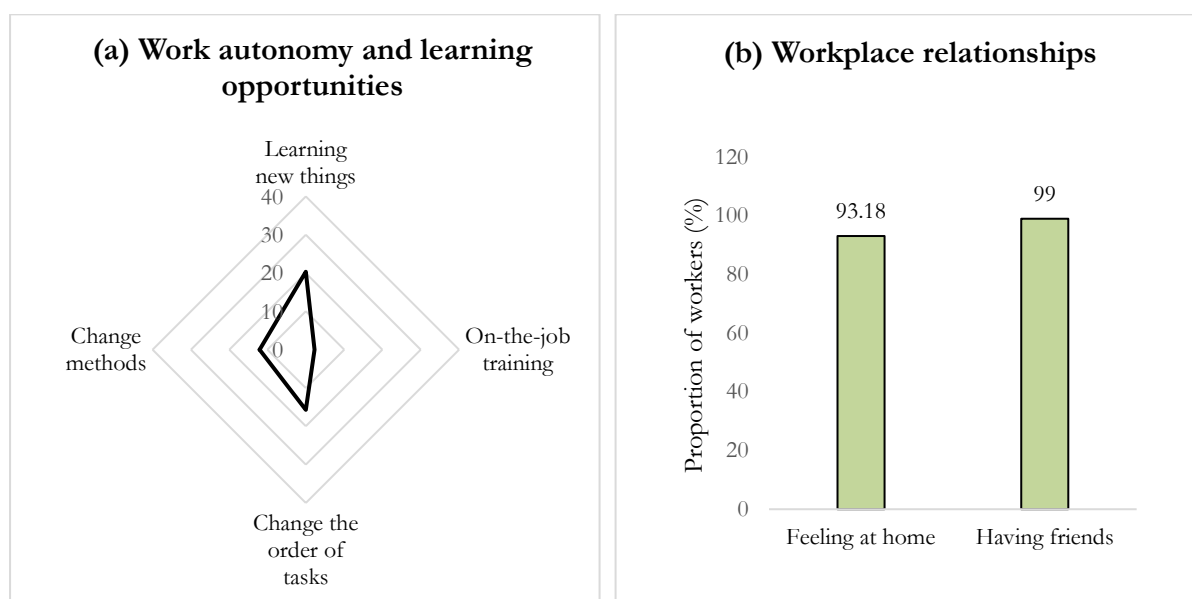 (a) Work autonomy and learning
opportunities
Learning
new things
40
30
20
10
0
Change
methods
On-the-job
training
Change the
order of
tasks
(b) Workplace relationships
Proportion of workers (%)
120
100
80
60
40
20
0
93.18
99
Feeling at home
Having friends